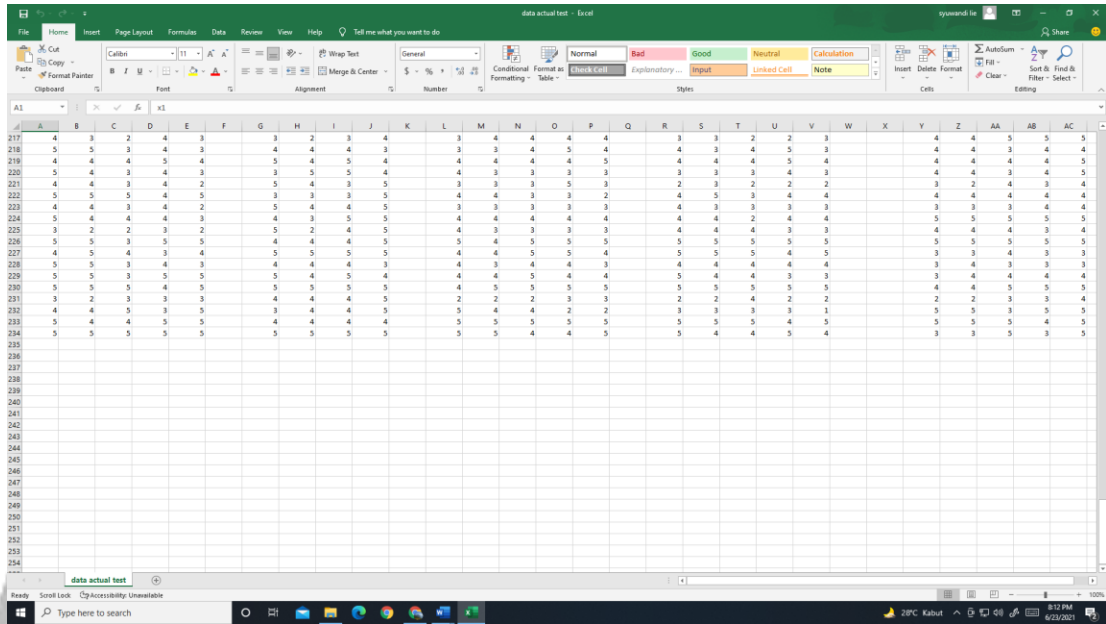 data actual test - Excel syuwandi lie
File Home Insert Page Layout Formulas Data Review View Help Tell me what you want to do Share
Cut Calibri 11 Wrap Text General Normal Bad Good Neutral Calculation AutoSum
Paste Copy Format Painter B I U Merge & Center $ % Conditional Formatting Format as Table Check Cell Explanatory ... Input Linked Cell Note Insert Delete Format Fill Clear Sort & Filter Find & Select
Clipboard Font Alignment Number Styles Cells Editing
A1 fx x1
A B C D E F G H I J K L M N O P Q R S T U V W X Y Z AA AB AC
217 4 3 2 4 3 3 2 3 4 3 4 4 4 4 3 3 2 2 3 4 4 5 5 5
218 5 5 3 4 3 4 4 4 3 3 3 4 5 4 4 3 4 5 3 4 4 3 4 4
219 4 4 4 5 4 5 4 5 4 4 4 4 4 5 4 4 4 5 4 4 4 4 4 5
220 5 4 3 4 3 3 5 5 4 4 3 3 3 3 3 3 3 4 3 4 4 3 4 5
221 4 4 3 4 2 5 4 3 5 3 3 3 5 3 2 3 2 2 2 3 2 4 3 4
222 5 5 5 4 5 3 3 3 5 4 4 3 3 2 4 5 3 4 4 4 4 4 4 4
223 4 4 3 4 2 5 4 4 5 3 3 3 3 3 4 3 3 3 3 3 3 3 4 4
224 5 4 4 4 3 4 3 5 5 4 4 4 4 4 4 4 2 4 4 5 5 5 5 5
225 3 2 2 3 2 5 2 4 5 4 3 3 3 3 4 4 4 3 3 4 4 4 3 4
226 5 5 3 5 5 4 4 4 5 5 4 5 5 5 5 5 5 5 5 5 5 5 5 5
227 4 5 4 3 4 5 5 5 5 4 4 5 5 4 5 5 5 4 5 3 3 4 3 3
228 5 5 3 4 3 4 4 4 3 4 3 4 4 3 4 4 4 4 4 3 4 3 3 3
229 5 5 3 5 5 5 4 5 4 4 4 5 4 4 5 4 4 3 3 3 4 4 4 4
230 5 5 5 4 5 5 5 5 5 4 5 5 5 5 5 5 5 5 5 4 4 5 5 5
231 3 2 3 3 3 4 4 4 5 2 2 2 3 3 2 2 4 2 2 2 2 3 3 4
232 4 4 5 3 5 3 4 4 5 5 4 4 2 2 3 3 3 3 1 5 5 3 5 5
233 5 4 4 5 5 4 4 4 4 5 5 5 5 5 5 5 5 4 5 5 5 5 4 5
234 5 5 5 5 5 5 5 5 5 5 5 4 4 5 5 4 4 5 4 3 3 5 3 5
235
236
237
238
239
240
241
242
243
244
245
246
247
248
249
250
251
252
253
254
data actual test
Ready Scroll Lock Accessibility: Unavailable 100%
Type here to search 28°C Kabut 8:12 PM
6/23/2021